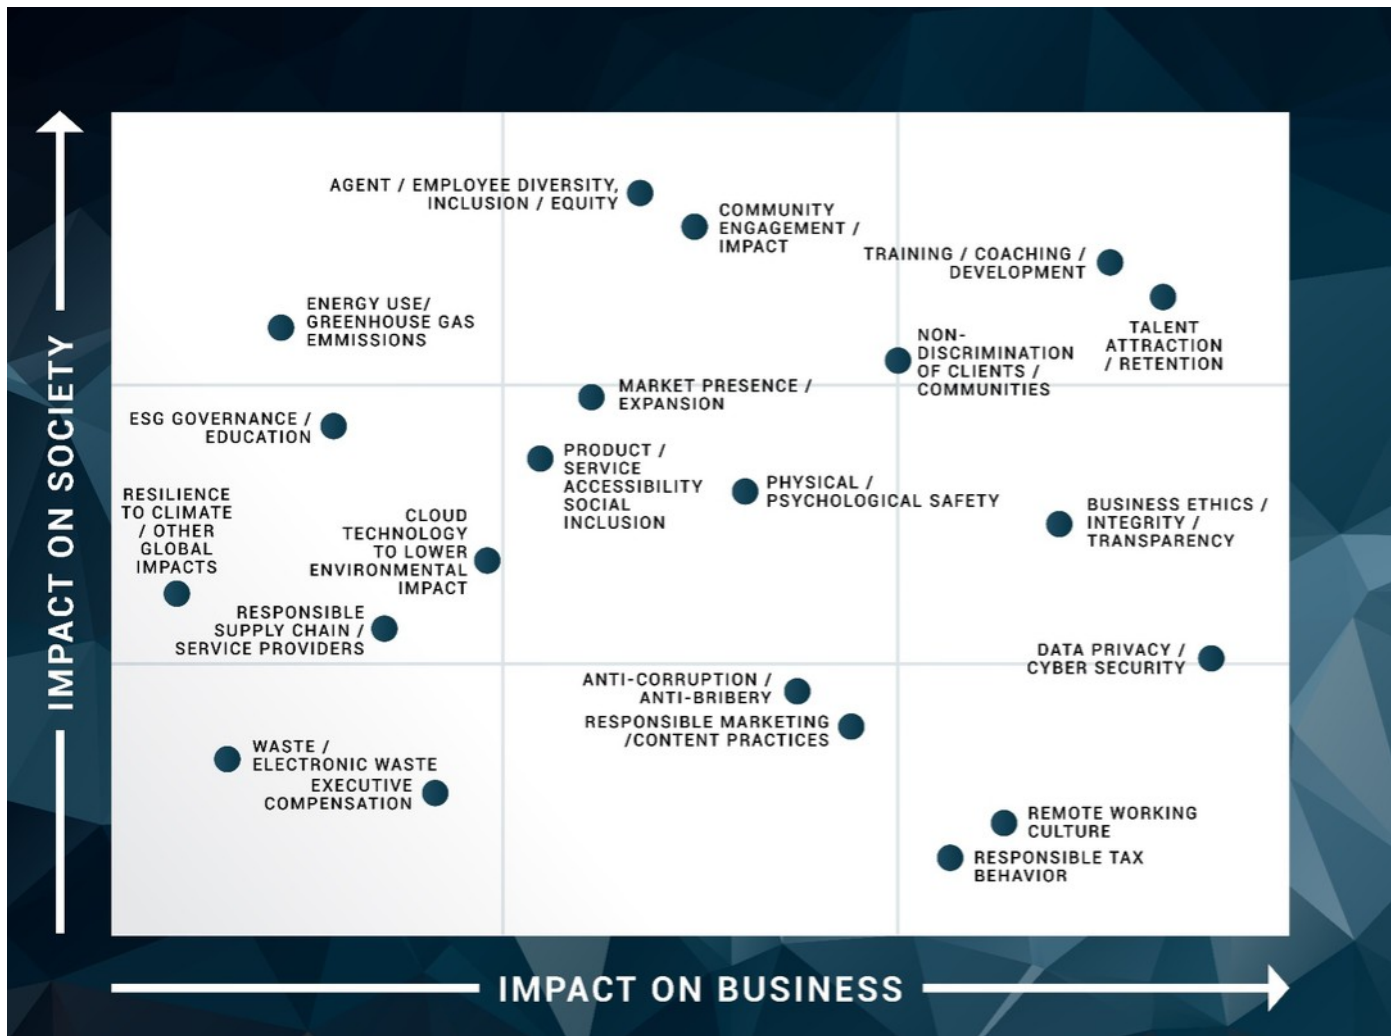 AGENT / EMPLOYEE DIVERSITY,
INCLUSION / EQUITY
COMMUNITY
ENGAGEMENT /
IMPACT
TRAINING / COACHING /
DEVELOPMENT
TALENT
ATTRACTION
/ RETENTION
ENERGY USE/
GREENHOUSE GAS
EMMISSIONS
NON-
DISCRIMINATION
OF CLIENTS /
COMMUNITIES
MARKET PRESENCE /
EXPANSION
ESG GOVERNANCE /
EDUCATION
PRODUCT /
SERVICE
ACCESSIBILITY
SOCIAL
INCLUSION
PHYSICAL /
PSYCHOLOGICAL SAFETY
BUSINESS ETHICS /
INTEGRITY /
TRANSPARENCY
RESILIENCE
TO CLIMATE
/ OTHER
GLOBAL
IMPACTS
CLOUD
TECHNOLOGY
TO LOWER
ENVIRONMENTAL
IMPACT
RESPONSIBLE
SUPPLY CHAIN /
SERVICE PROVIDERS
DATA PRIVACY /
CYBER SECURITY
ANTI-CORRUPTION /
ANTI-BRIBERY
RESPONSIBLE MARKETING
/CONTENT PRACTICES
WASTE /
ELECTRONIC WASTE
EXECUTIVE
COMPENSATION
REMOTE WORKING
CULTURE
RESPONSIBLE TAX
BEHAVIOR
IMPACT ON SOCIETY
IMPACT ON BUSINESS